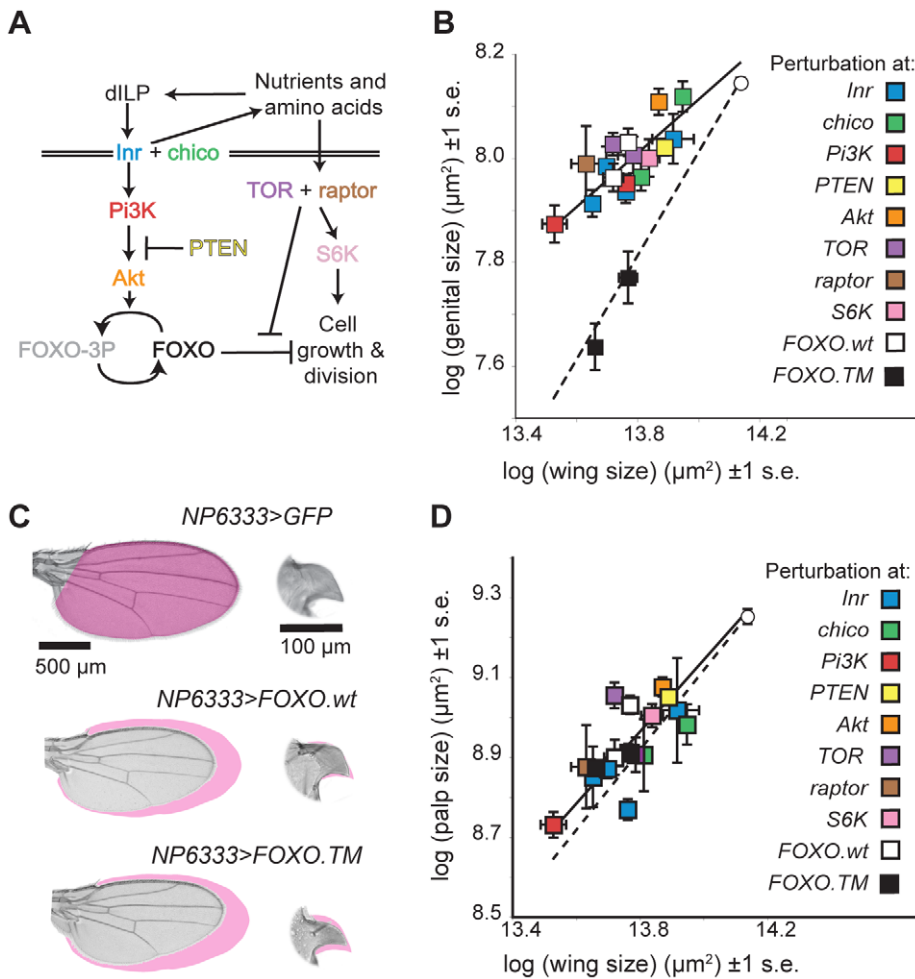 A
dILP
Nutrients and
amino acids
Inr + chico
TOR + raptor
Pi3K
PTEN
S6K
Akt
FOXO-3P
FOXO
Cell
growth &
division
B
log (genital size) (µm²) ±1 s.e.
8.2
8.0
7.8
7.6
13.4
13.8
14.2
log (wing size) (µm²) ±1 s.e.
Perturbation at:
Inr
chico
Pi3K
PTEN
Akt
TOR
raptor
S6K
FOXO.wt
FOXO.TM
C
NP6333>GFP
500 µm
100 µm
NP6333>FOXO.wt
NP6333>FOXO.TM
D
log (palp size) (µm²) ±1 s.e.
9.3
9.1
8.9
8.7
8.5
13.4
13.8
14.2
log (wing size) (µm²) ±1 s.e.
Perturbation at:
Inr
chico
Pi3K
PTEN
Akt
TOR
raptor
S6K
FOXO.wt
FOXO.TM